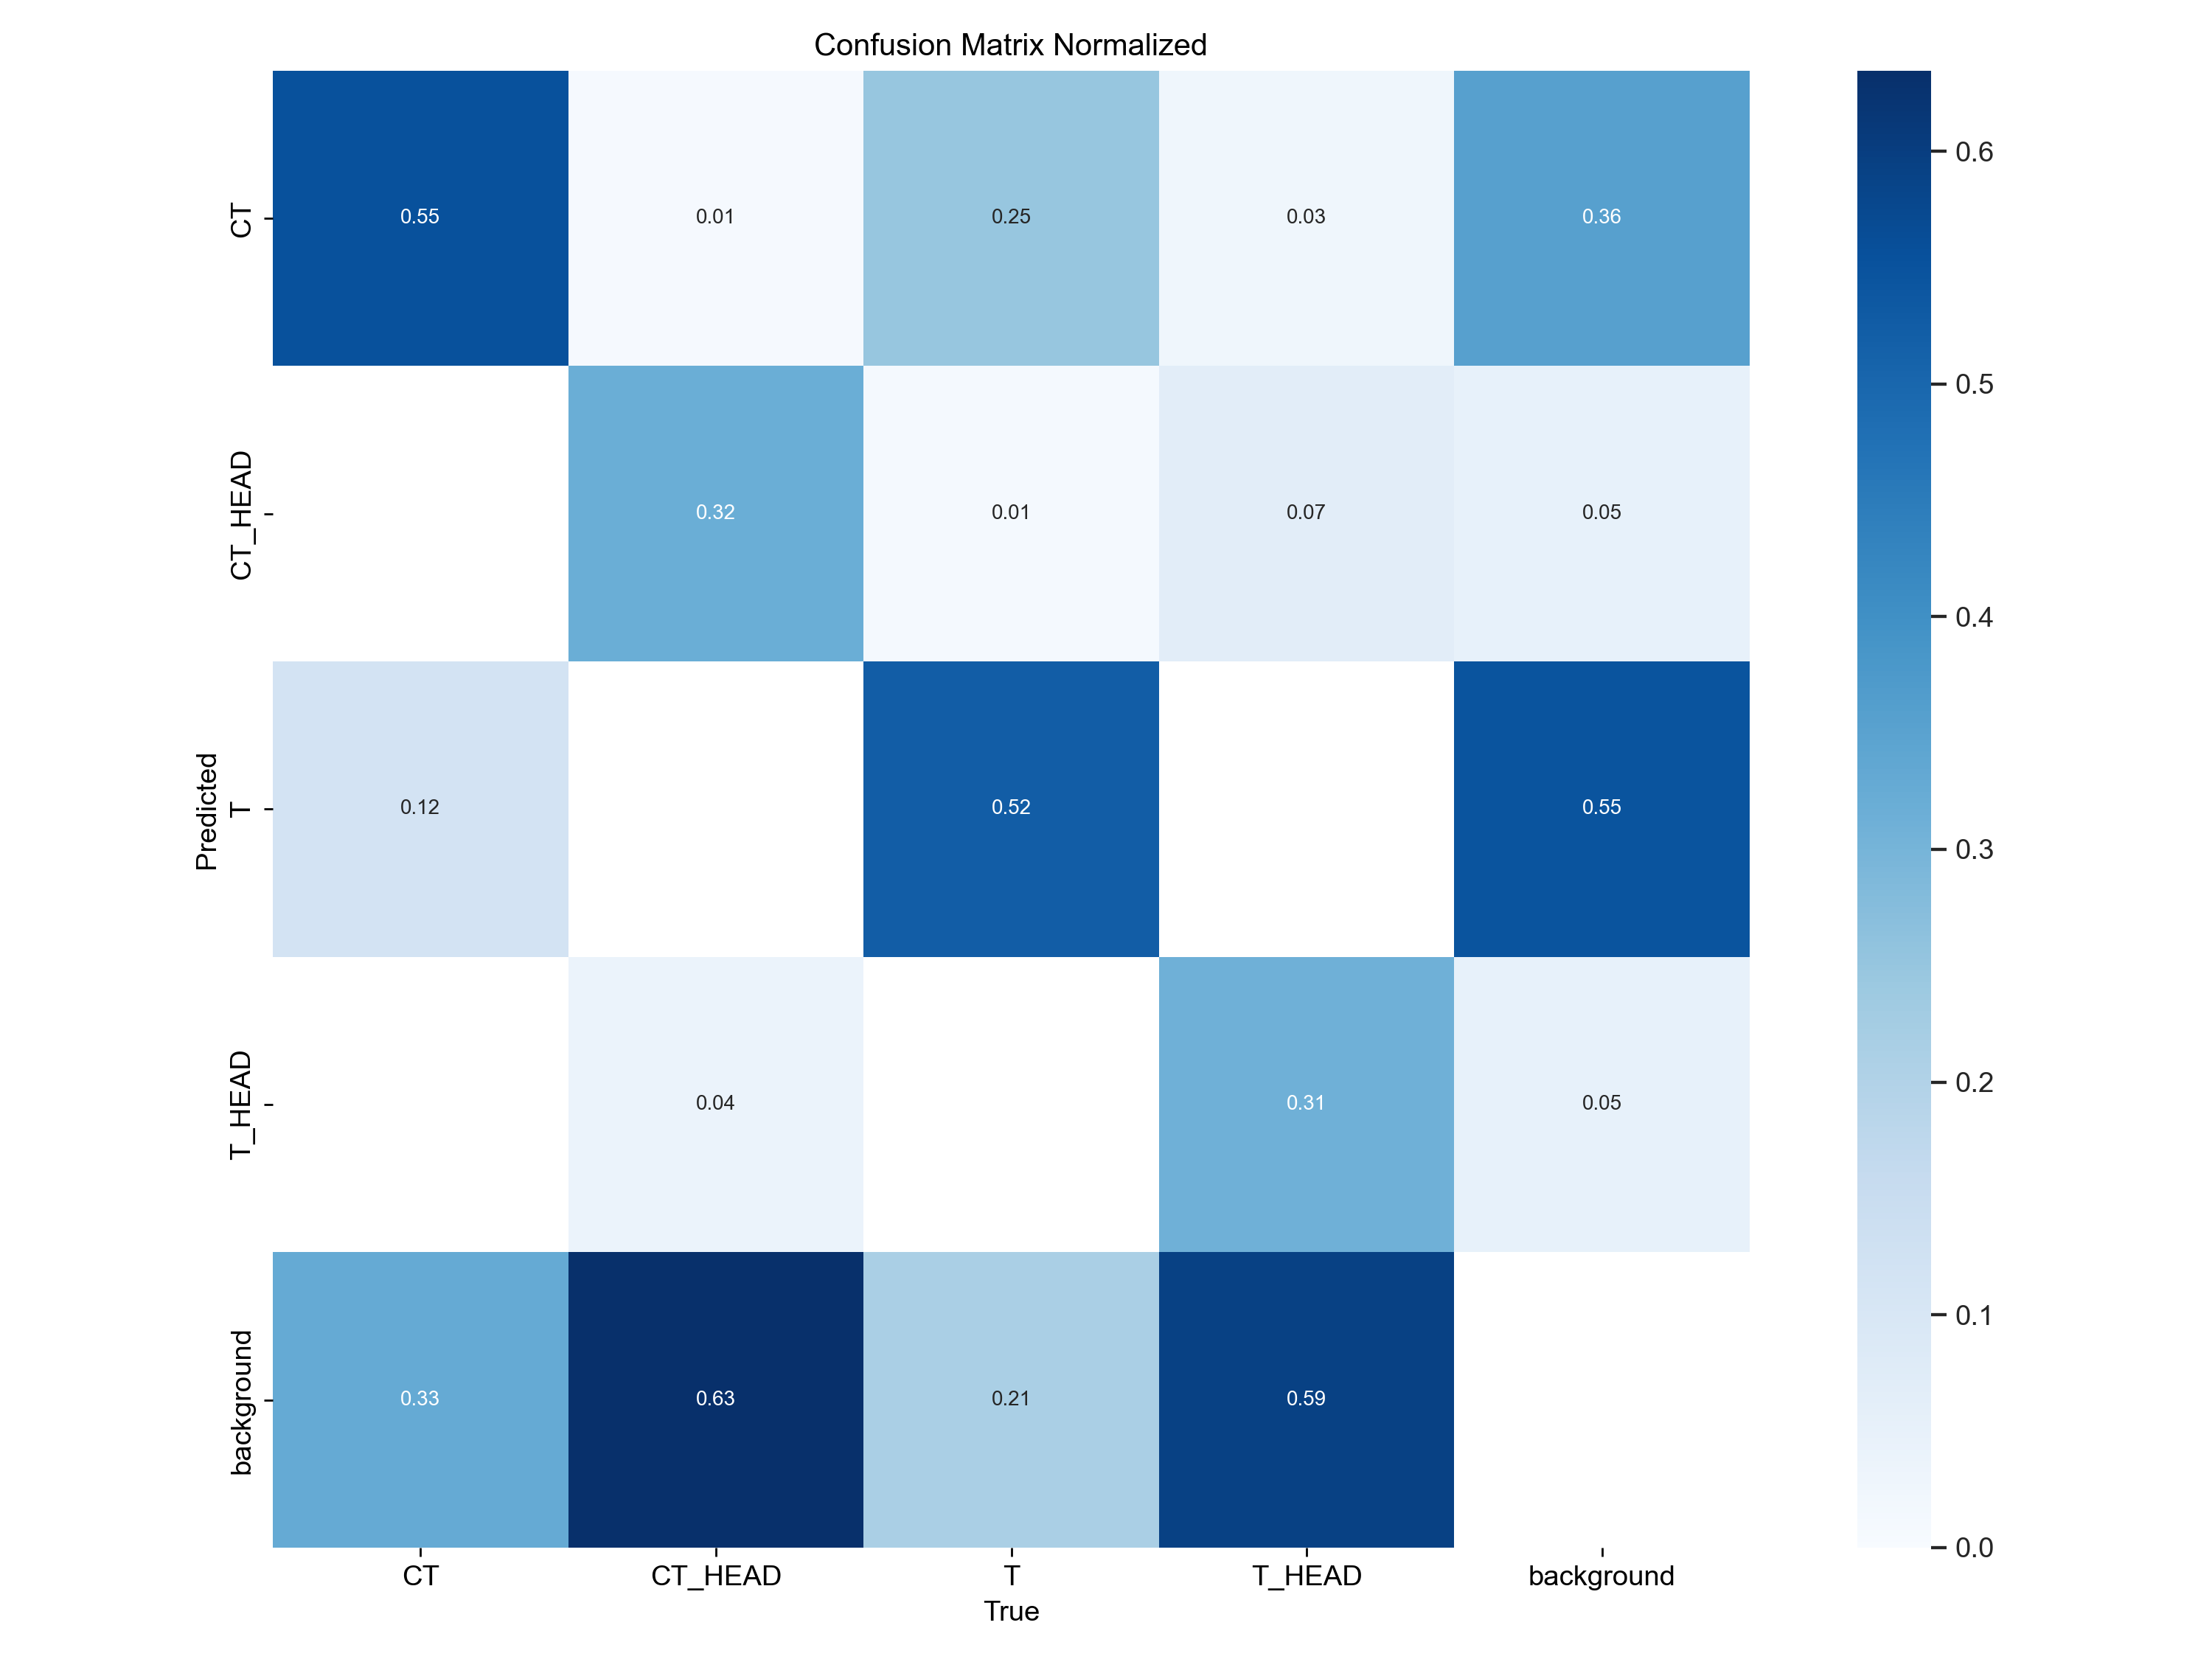 Confusion Matrix Normalized
CT
0.55
0.01
0.25
0.03
0.36
CT_HEAD
0.32
0.01
0.07
0.05
Predicted
T
0.12
0.52
0.55
T_HEAD
0.04
0.31
0.05
background
0.33
0.63
0.21
0.59
CT
CT_HEAD
T
T_HEAD
background
True
0.6
0.5
0.4
0.3
0.2
0.1
0.0